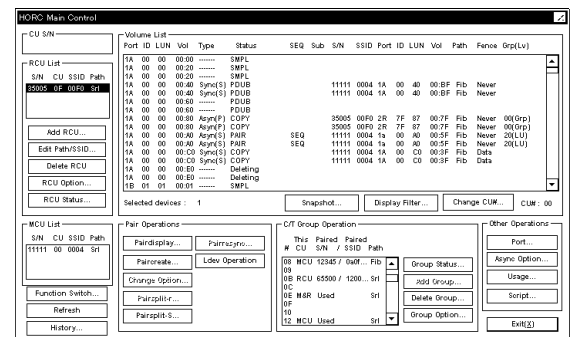 HORC Main Control
CU S/N
RCU List
S/N CU SSID Path
35005 0F 00F0 Srl
Add RCU...
Edit Path/SSID...
Delete RCU
RCU Option...
RCU Status...
Volume List
Port ID LUN Vol Type Status SEQ Sub S/N SSID Port ID LUN Vol Path Fence Grp(Lv)
1A 00 00 00:00 ------- SMPL
1A 00 00 00:20 ------- SMPL
1A 00 00 00:20 ------- SMPL
1A 00 00 00:40 Sync(S) PDUB 11111 0004 1A 00 40 00:BF Fib Never
1A 00 00 00:40 Sync(S) PDUB 11111 0004 1A 00 40 00:BF Fib Never
1A 00 00 00:60 ------- PDUB
1A 00 00 00:60 ------- PDUB
1A 00 00 00:80 Asyn(P) COPY 35005 00F0 2R 7F 87 00:7F Fib Never 00(Grp)
1A 00 00 00:80 Asyn(P) COPY 35005 00F0 2R 7F 87 00:7F Fib Never 00(Grp)
1A 00 00 00:A0 Asyn(S) PAIR SEQ 11111 0004 1a 00 A0 00:5F Fib Never 20(LU)
1A 00 00 00:A0 Asyn(S) PAIR SEQ 11111 0004 1a 00 A0 00:5F Fib Never 20(LU)
1A 00 00 00:C0 Sync(S) COPY 11111 0004 1A 00 C0 00:3F Fib Data
1A 00 00 00:C0 Sync(S) COPY 11111 0004 1A 00 C0 00:3F Fib Data
1A 00 00 00:E0 ------- Deleting
1A 00 00 00:E0 ------- Deleting
1B 01 01 00:01 ------- SMPL
Selected devices : 1
Snapshot...
Display Filter...
Change CU#...
CU#: 00
MCU List
S/N CU SSID Path
11111 00 0004 Srl
Function Switch...
Refresh
History...
Pair Operations
Pairdisplay...
Pairresync...
Paircreate...
Ldev Operation
Change Option...
Pairsplit-r...
Pairsplit-S...
C/T Group Operation
This Paired Paired
# CU S/N / SSID Path
08 MCU 12345 / 0a0f... Fib
09
0B RCU 65500 / 1200... Srl
0C
0E M&R Used Srl
0F
10
12 MCU Used Srl
Group Status...
Add Group...
Delete Group...
Group Option...
Other Operations
Port...
Async Option...
Usage...
Script...
Exit(X)